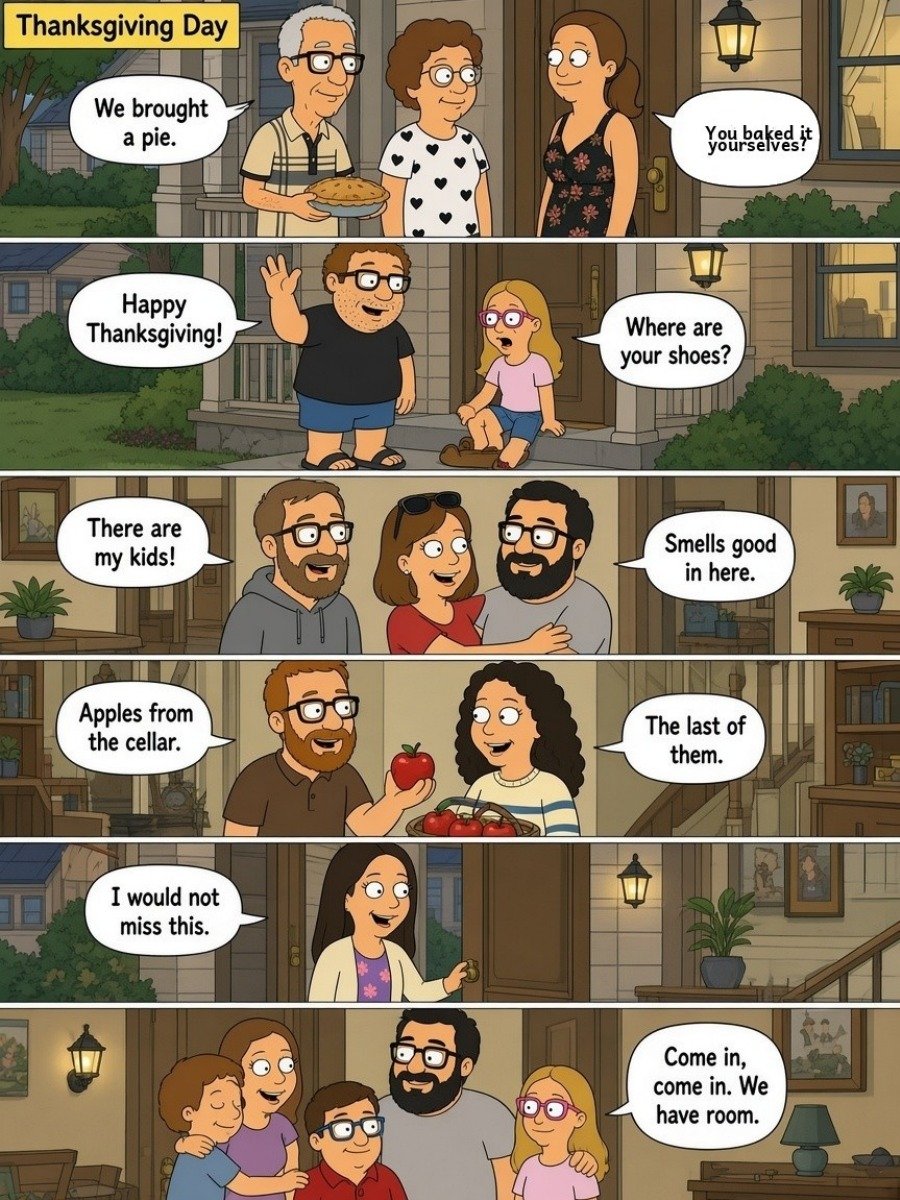 Thanksgiving Day
We brought
a pie.
You baked it
yourselves?
Happy
Thanksgiving!
Where are
your shoes?
There are
my kids!
Smells good
in here.
Apples from
the cellar.
The last of
them.
I would not
miss this.
Come in,
come in. We
have room.